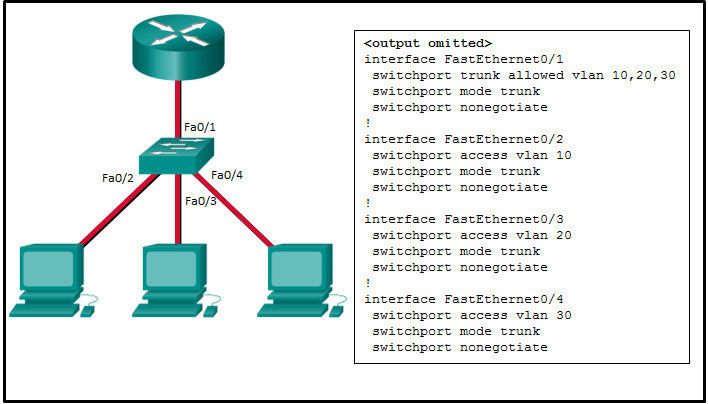 Fa0/1
Fa0/2
Fa0/4
Fa0/3
<output omitted>
interface FastEthernet0/1
switchport trunk allowed vlan 10,20,30
switchport mode trunk
switchport nonegotiate
!
interface FastEthernet0/2
switchport access vlan 10
switchport mode trunk
switchport nonegotiate
!
interface FastEthernet0/3
switchport access vlan 20
switchport mode trunk
switchport nonegotiate
!
interface FastEthernet0/4
switchport access vlan 30
switchport mode trunk
switchport nonegotiate